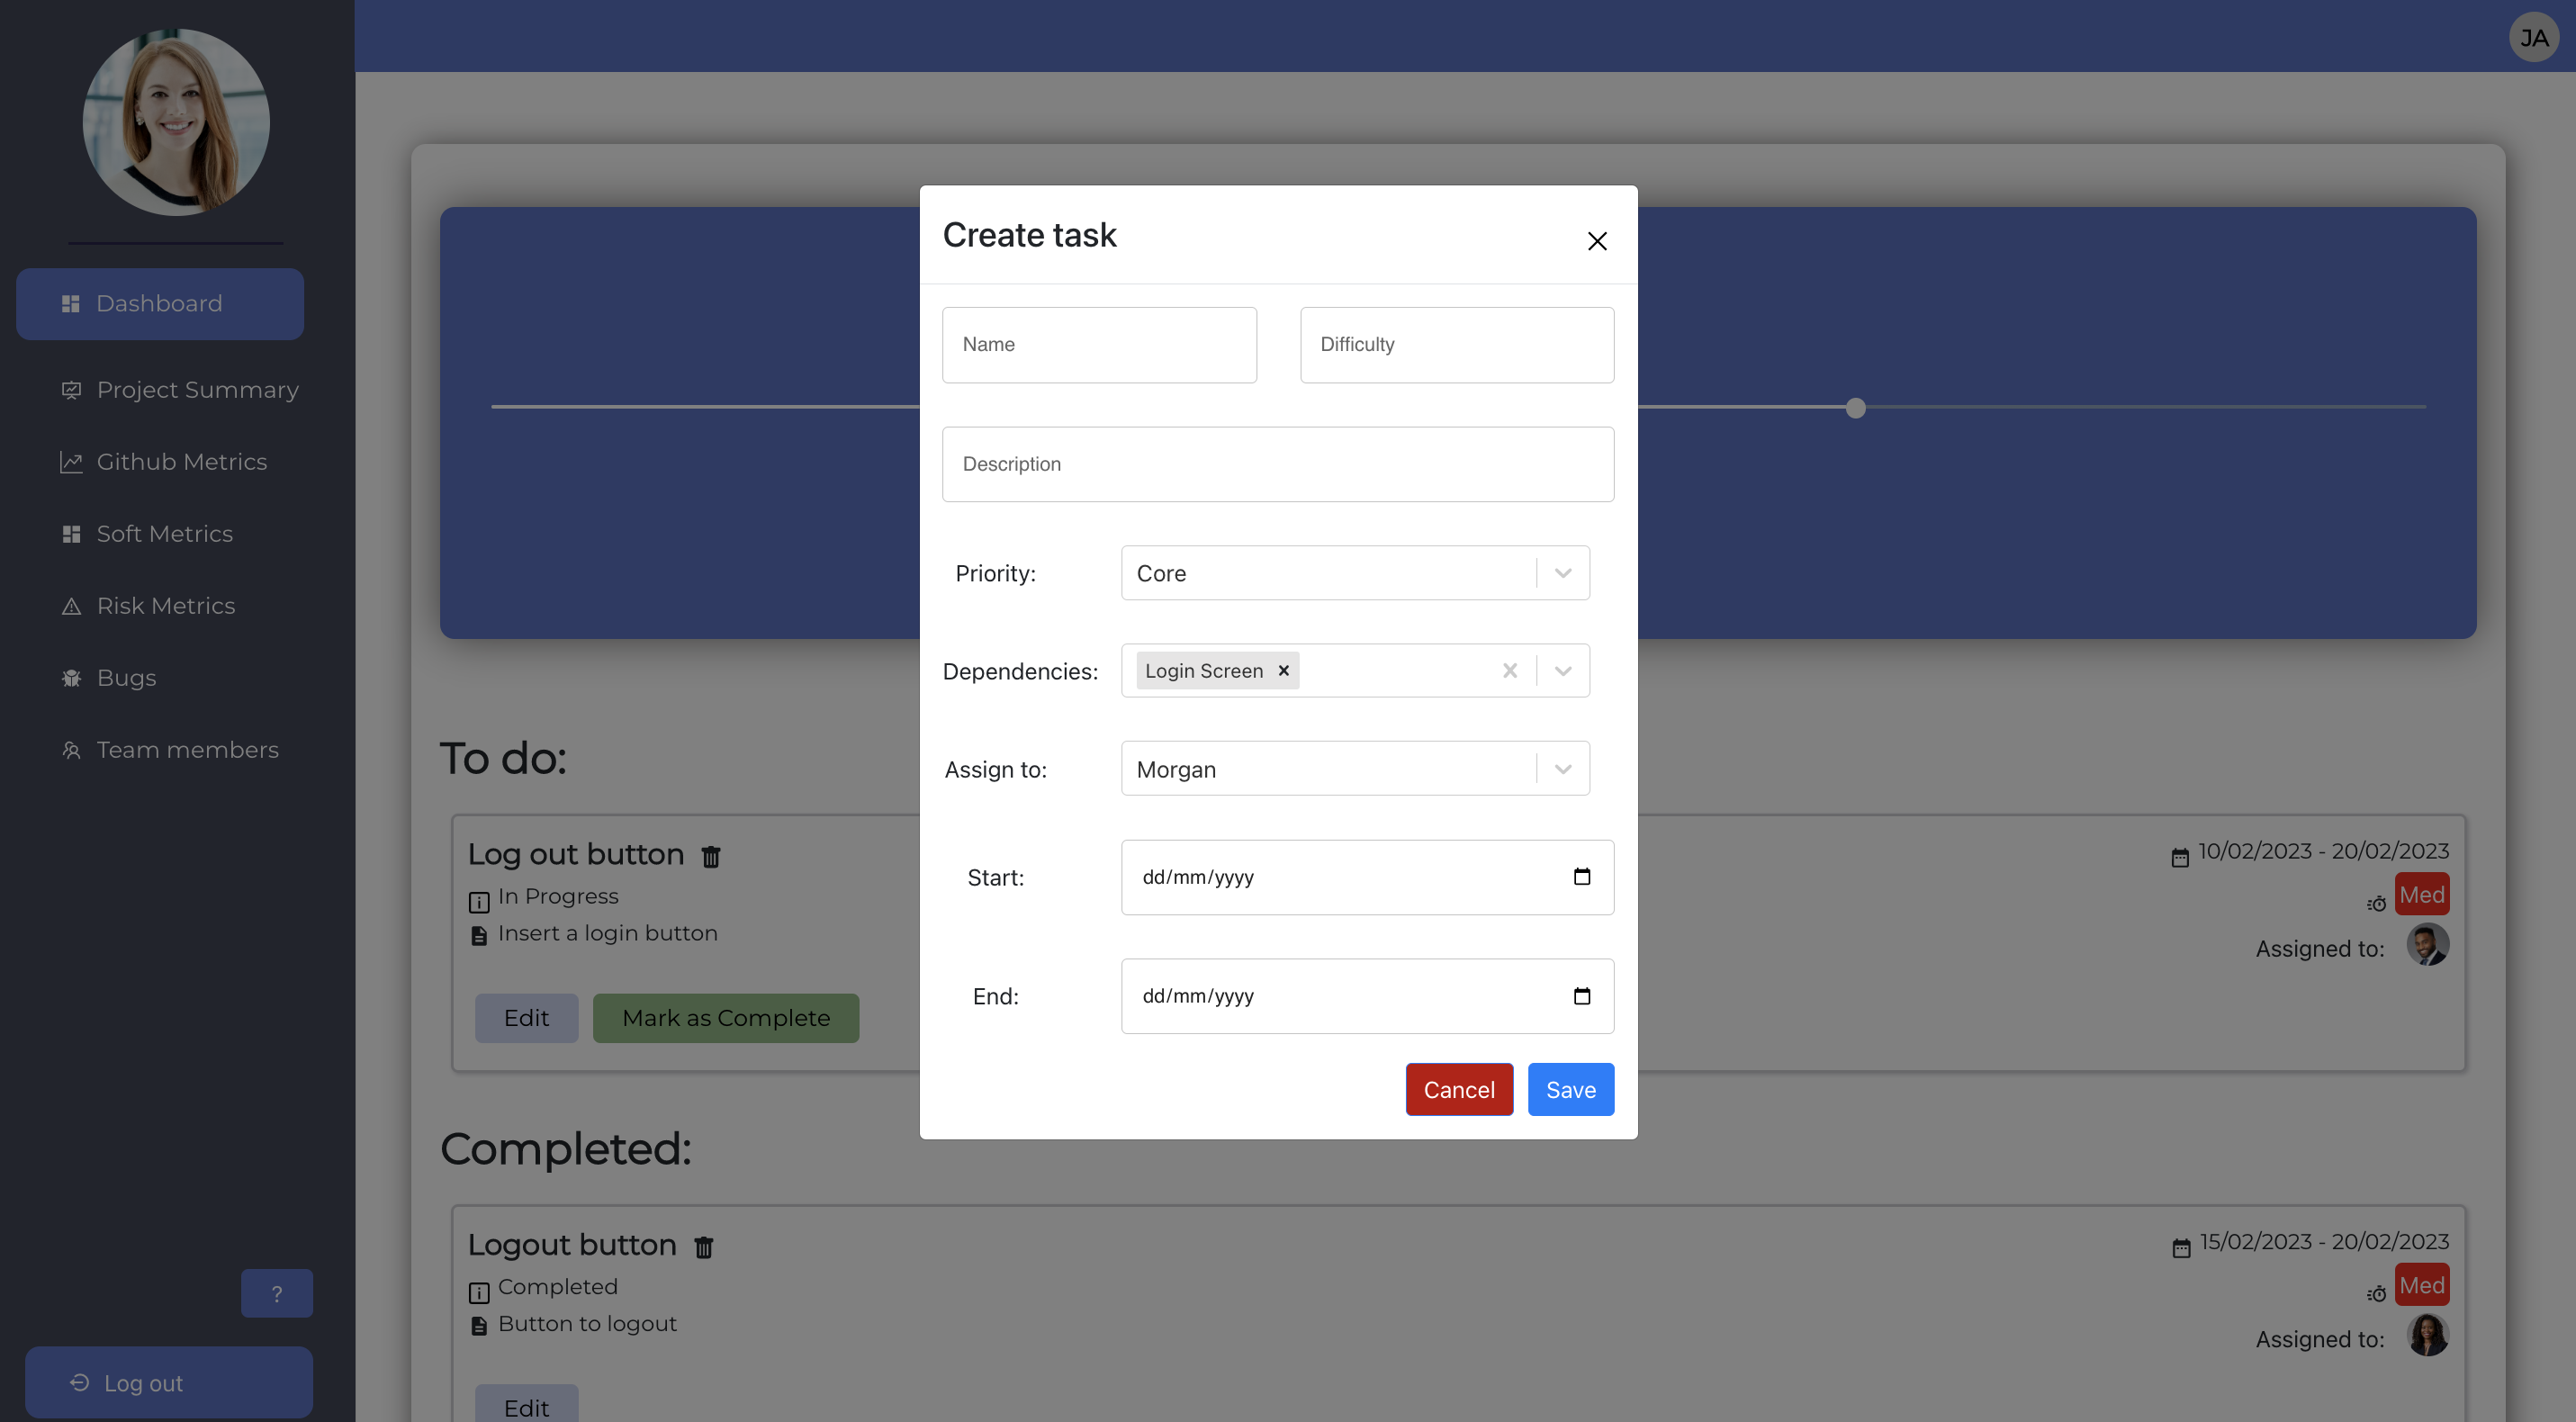 JA
Dashboard
Project Summary
Github Metrics
Soft Metrics
Risk Metrics
Bugs
Team members
?
Log out
Create task
Name
Difficulty
Description
Priority:
Core
Dependencies:
Login Screen
Assign to:
Morgan
Start:
dd/mm/yyyy
End:
dd/mm/yyyy
Cancel
Save
To do:
Log out button
10/02/2023 - 20/02/2023
In Progress
Med
Insert a login button
Assigned to:
Edit
Mark as Complete
Completed:
Logout button
15/02/2023 - 20/02/2023
Completed
Med
Button to logout
Assigned to:
Edit